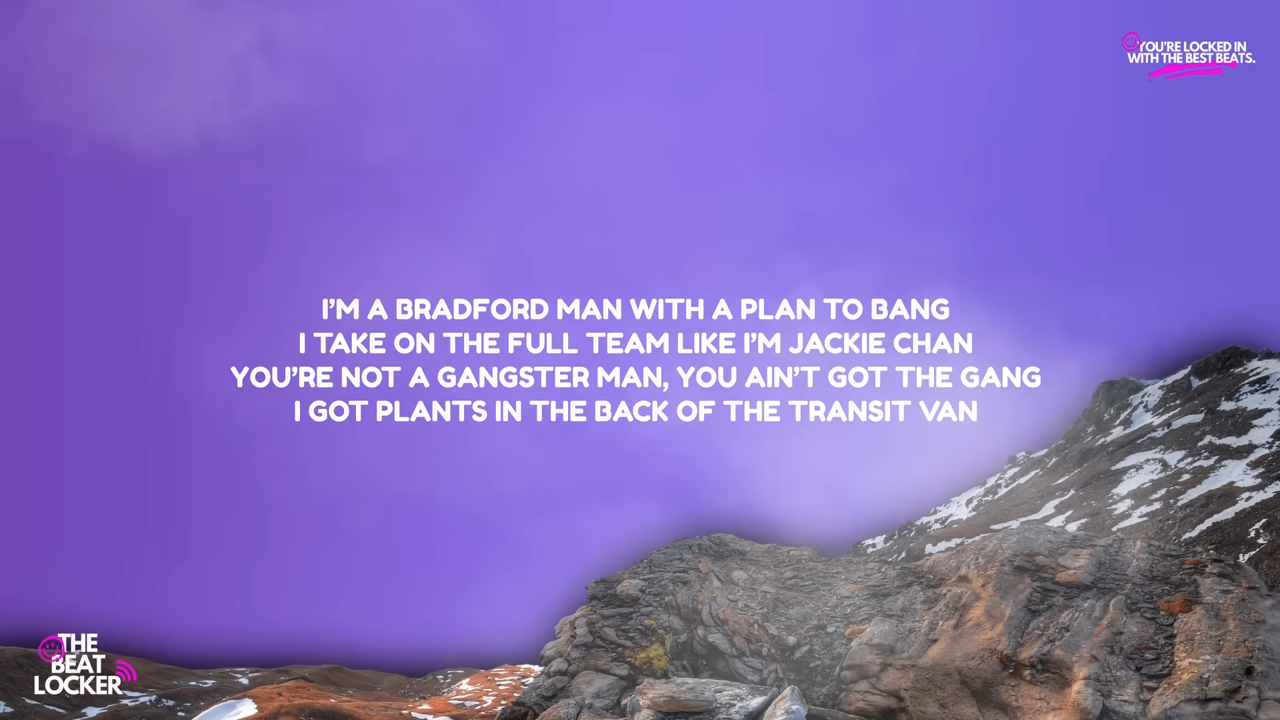 YOU'RE LOCKED IN
WITH THE BEST BEATS.
I'M A BRADFORD MAN WITH A PLAN TO BANG
I TAKE ON THE FULL TEAM LIKE I'M JACKIE CHAN
YOU'RE NOT A GANGSTER MAN, YOU AIN'T GOT THE GANG
I GOT PLANTS IN THE BACK OF THE TRANSIT VAN
THE
BEAT
LOCKER